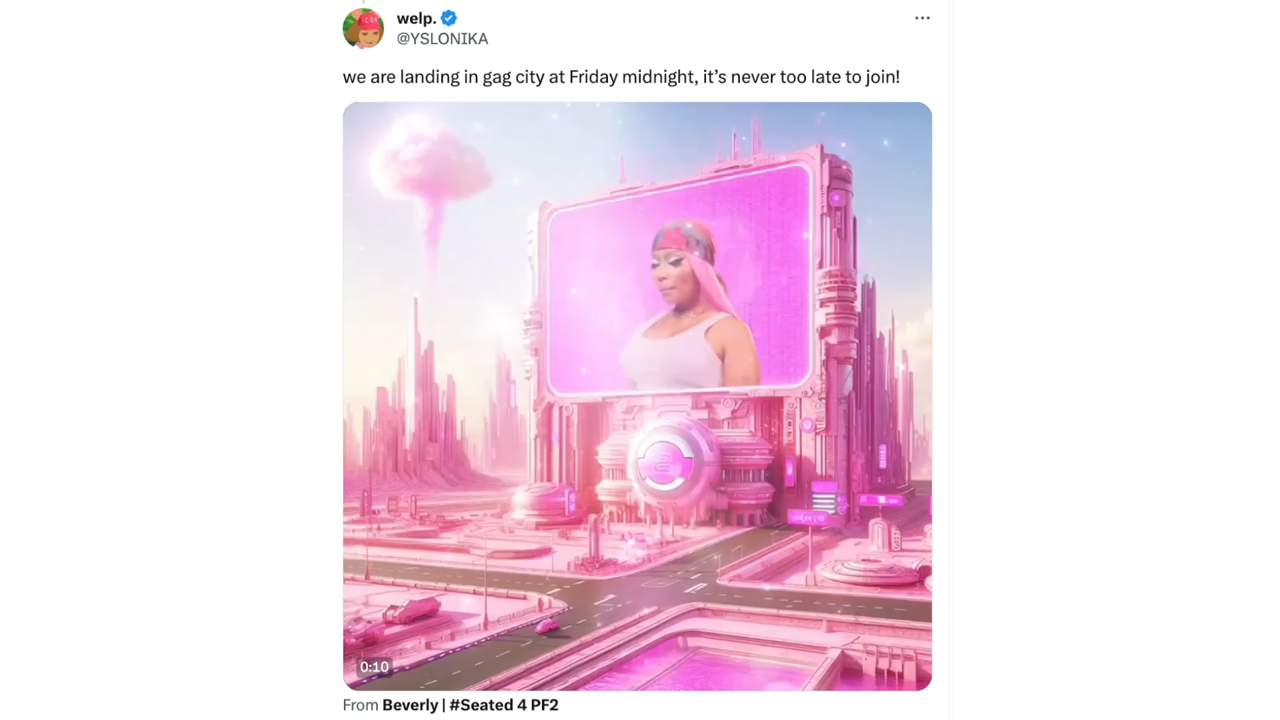 welp.
@YSLONIKA
we are landing in gag city at Friday midnight, it’s never too late to join!
2
0:10
From Beverly | #Seated 4 PF2